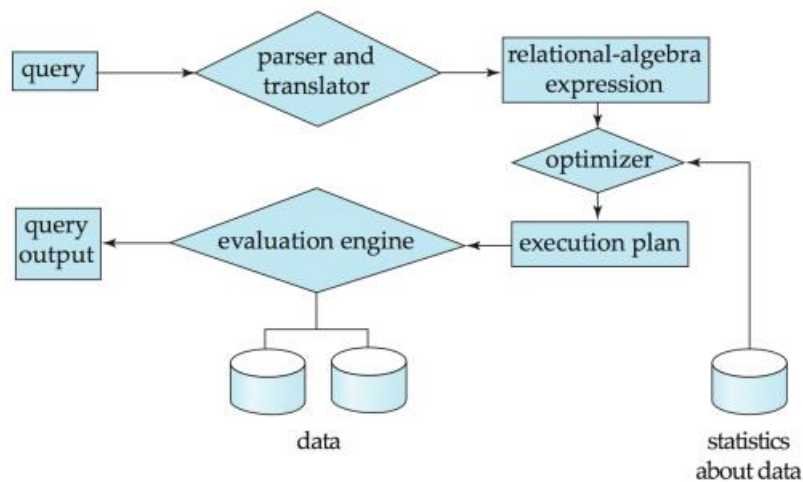 query
parser and
translator
relational-algebra
expression
optimizer
query
output
evaluation engine
execution plan
data
statistics
about data